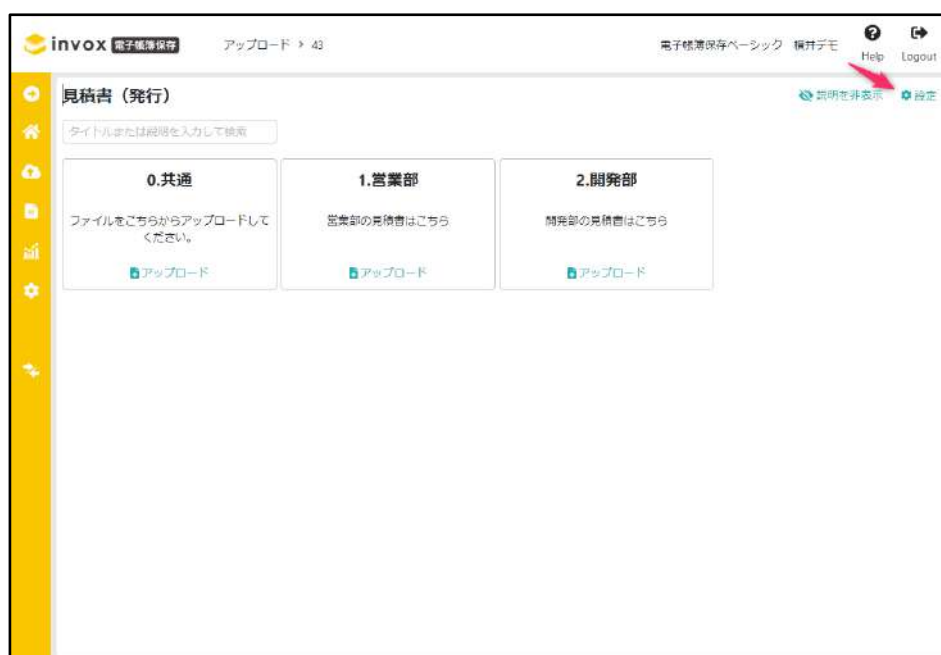 invox 電子帳簿保存
アップロード > 43
電子帳簿保存ベーシック 横井デモ
Help
Logout
見積書（発行）
説明を非表示
設定
タイトルまたは説明を入力して検索
0.共通
ファイルをこちらからアップロードして
ください。
アップロード
1.営業部
営業部の見積書はこちら
アップロード
2.開発部
開発部の見積書はこちら
アップロード